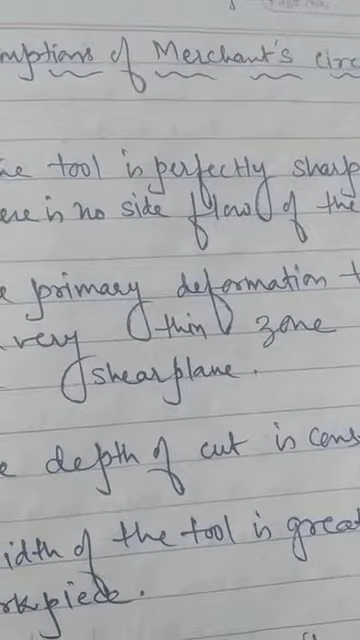 mptions of Merchant's circ
he tool is perfectly sharp
ere is no side flow of the
e primary deformation t
very thin zone
shear plane.
e depth of cut is cons
idth of the tool is great
rkpiece.